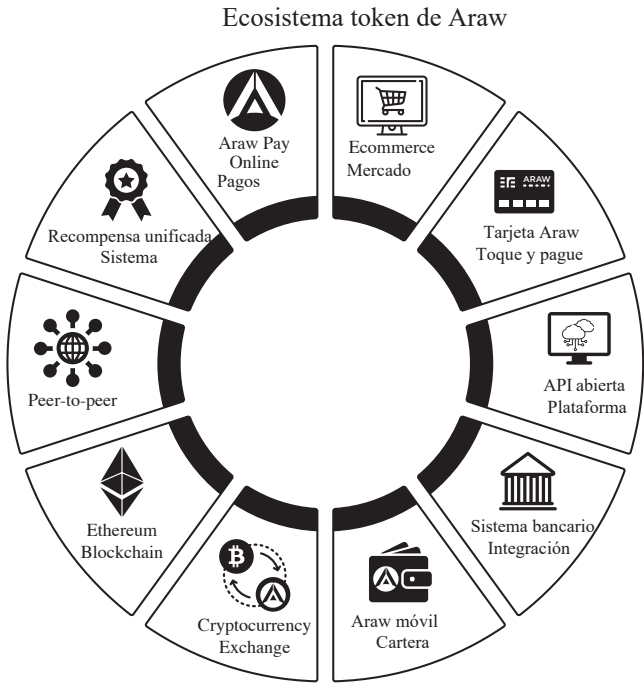 Ecosistema token de Araw
Araw Pay
Online
Pagos
Ecommerce
Mercado
ARAW
Tarjeta Araw
Toque y pague
API abierta
Plataforma
Sistema bancario
Integración
Araw móvil
Cartera
Cryptocurrency
Exchange
Ethereum
Blockchain
Peer-to-peer
Recompensa unificada
Sistema